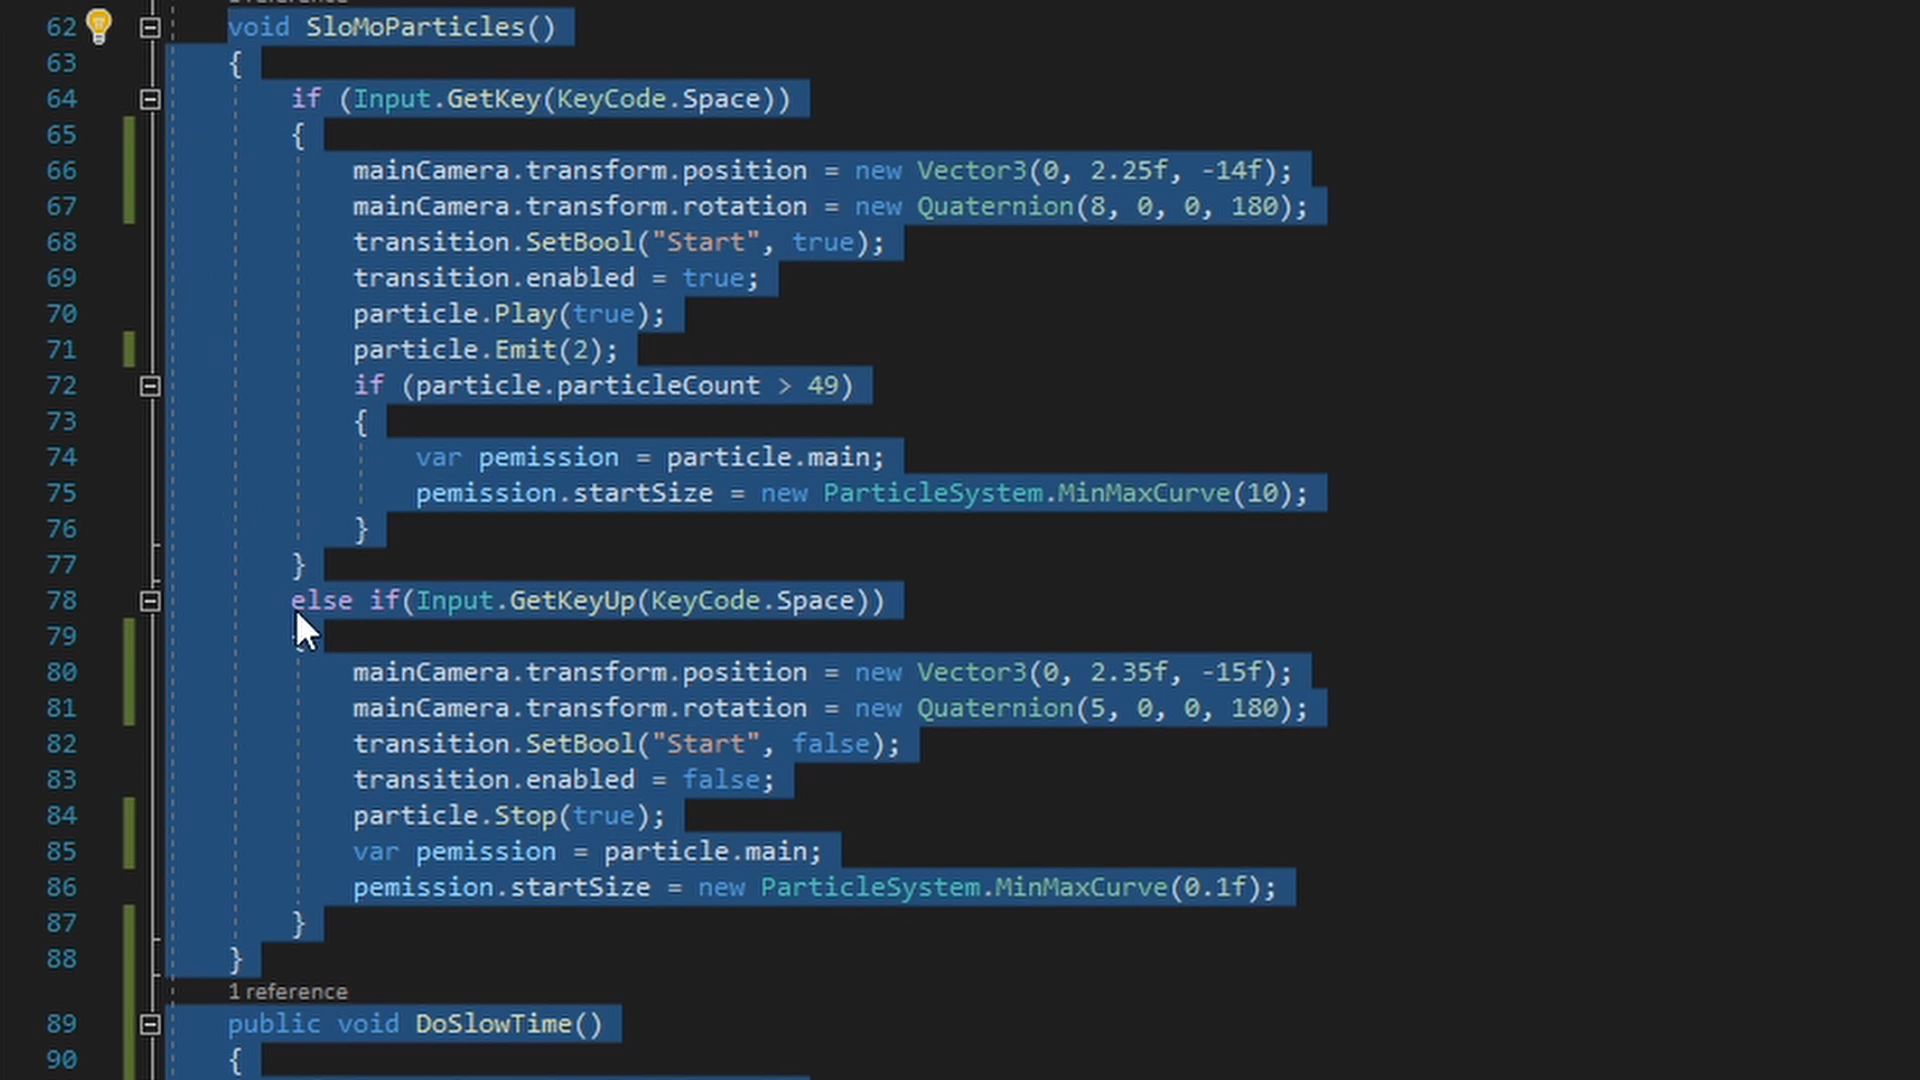 62 void SloMoParticles()
63 {
64 if (Input.GetKey(KeyCode.Space))
65 {
66 mainCamera.transform.position = new Vector3(0, 2.25f, -14f);
67 mainCamera.transform.rotation = new Quaternion(8, 0, 0, 180);
68 transition.SetBool("Start", true);
69 transition.enabled = true;
70 particle.Play(true);
71 particle.Emit(2);
72 if (particle.particleCount > 49)
73 {
74 var pemission = particle.main;
75 pemission.startSize = new ParticleSystem.MinMaxCurve(10);
76 }
77 }
78 else if(Input.GetKeyUp(KeyCode.Space))
79
80 mainCamera.transform.position = new Vector3(0, 2.35f, -15f);
81 mainCamera.transform.rotation = new Quaternion(5, 0, 0, 180);
82 transition.SetBool("Start", false);
83 transition.enabled = false;
84 particle.Stop(true);
85 var pemission = particle.main;
86 pemission.startSize = new ParticleSystem.MinMaxCurve(0.1f);
87 }
88 }
1 reference
89 public void DoSlowTime()
90 {